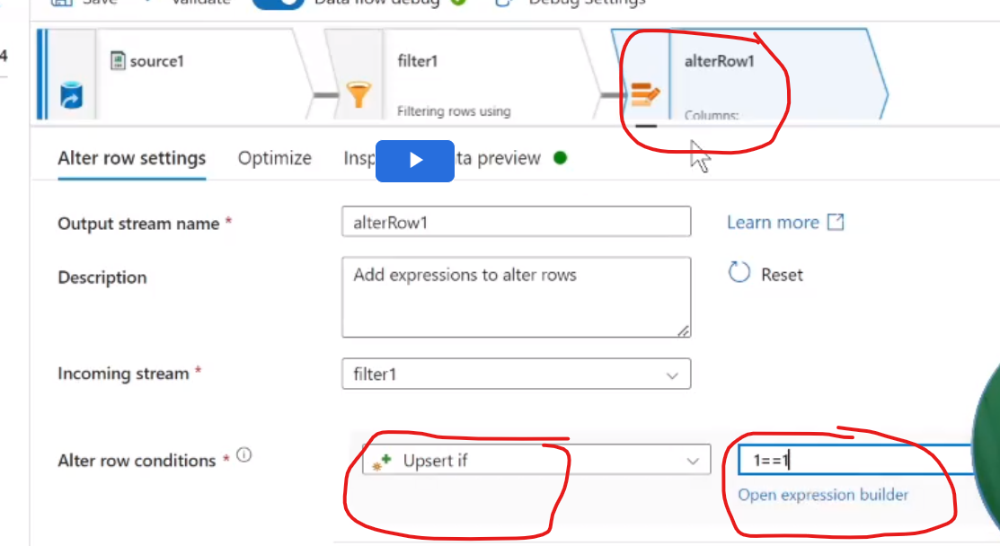 Save Validate Data flow debug Debug Settings
4
source1 filter1 alterRow1
Filtering rows using Columns:
Alter row settings Optimize Insp ta preview
Output stream name * alterRow1 Learn more
Description Add expressions to alter rows Reset
Incoming stream * filter1
Alter row conditions * Upsert if 1==1
Open expression builder